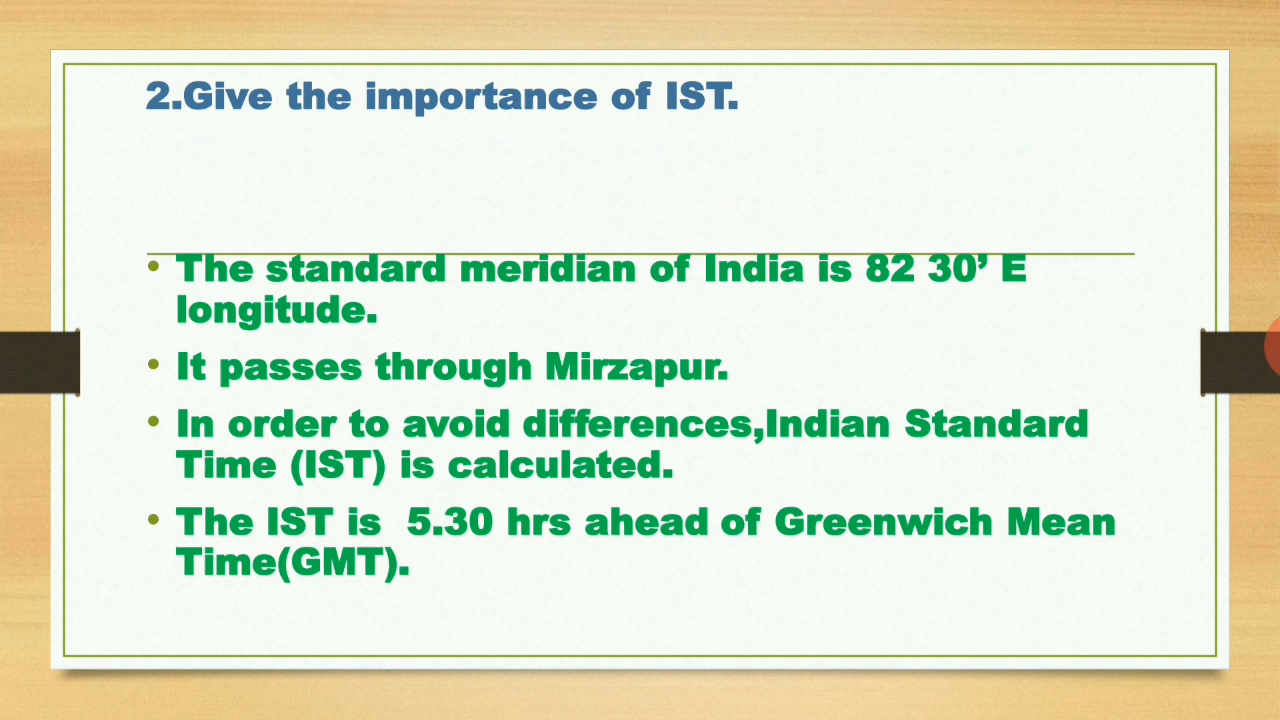 2.Give the importance of IST.
• The standard meridian of India is 82 30’ E
longitude.
• It passes through Mirzapur.
• In order to avoid differences,Indian Standard
Time (IST) is calculated.
• The IST is  5.30 hrs ahead of Greenwich Mean
Time(GMT).